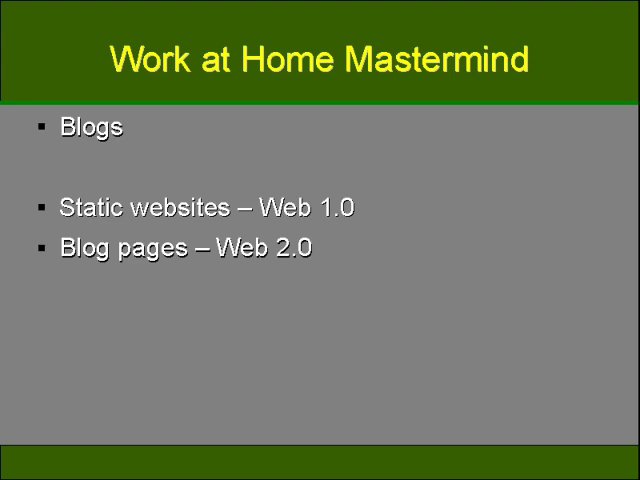 Work at Home Mastermind
▪ Blogs
▪ Static websites – Web 1.0
▪ Blog pages – Web 2.0